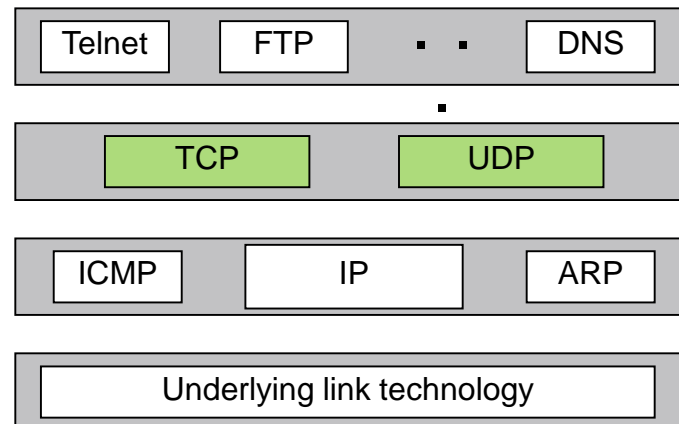 Telnet FTP . . . DNS
TCP UDP
ICMP IP ARP
Underlying link technology